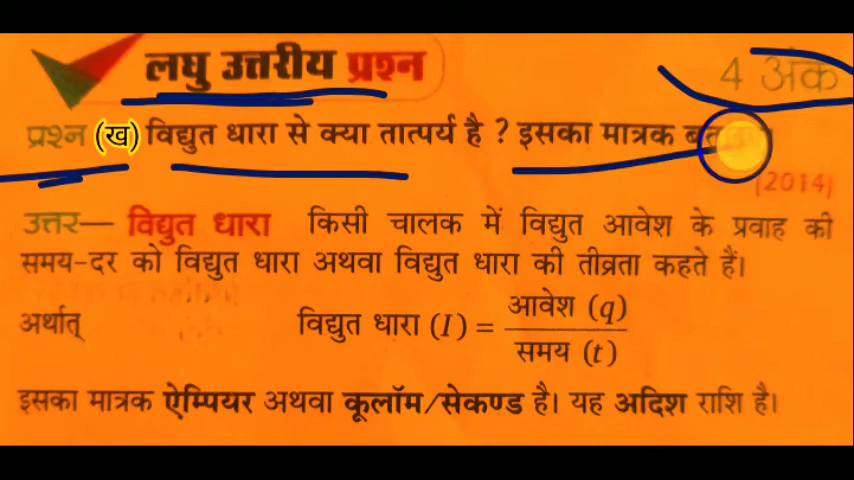 लघु उत्तरीय प्रश्न
4 अंक
प्रश्न (ख) विद्युत धारा से क्या तात्पर्य है ? इसका मात्रक
(2014)
उत्तर— विद्युत धारा किसी चालक में विद्युत आवेश के प्रवाह की
समय-दर को विद्युत धारा अथवा विद्युत धारा की तीव्रता कहते हैं।
अर्थात् विद्युत धारा (I) = आवेश (q) / समय (t)
इसका मात्रक ऐम्पियर अथवा कूलॉम/सेकण्ड है। यह अदिश राशि है।